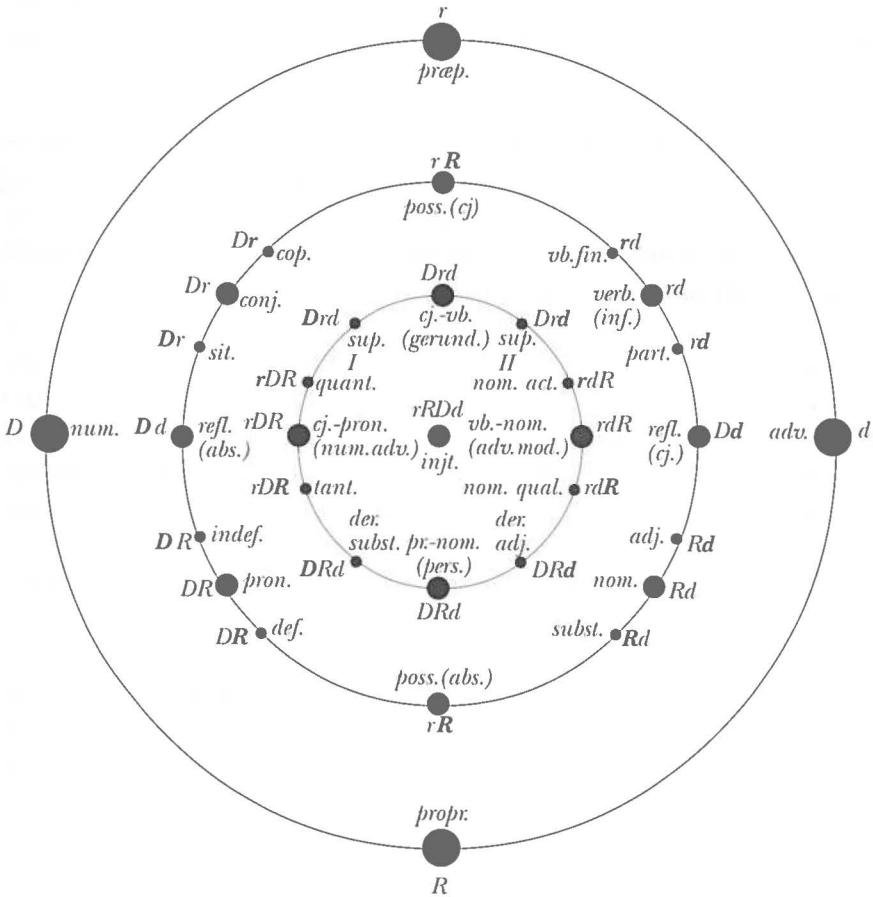 r
præp.
r R
poss.(cj)
Dr cop.
vb.fin. rd
Dr conj.
Drd
verb. rd
(inf.)
Drd
cj.-vb.
(gerund.)
Drd
Dr sit.
sup.
I
sup.
II
part. rd
rDR quant.
nom. act. rdR
D num.
D d refl.
(abs.)
rDR cj.-pron.
(num.adv.)
rRDd
injt.
vb.-nom. rdR
(adv.mod.)
refl. Dd
(cj.)
adv. d
rDR tant.
nom. qual. rdR
der.
subst.
der.
adj.
D R indef.
DRd
pr.-nom.
(pers.)
DRd
adj. Rd
DR pron.
DRd
nom. Rd
DR def.
subst. Rd
poss.(abs.)
rR
propr.
R